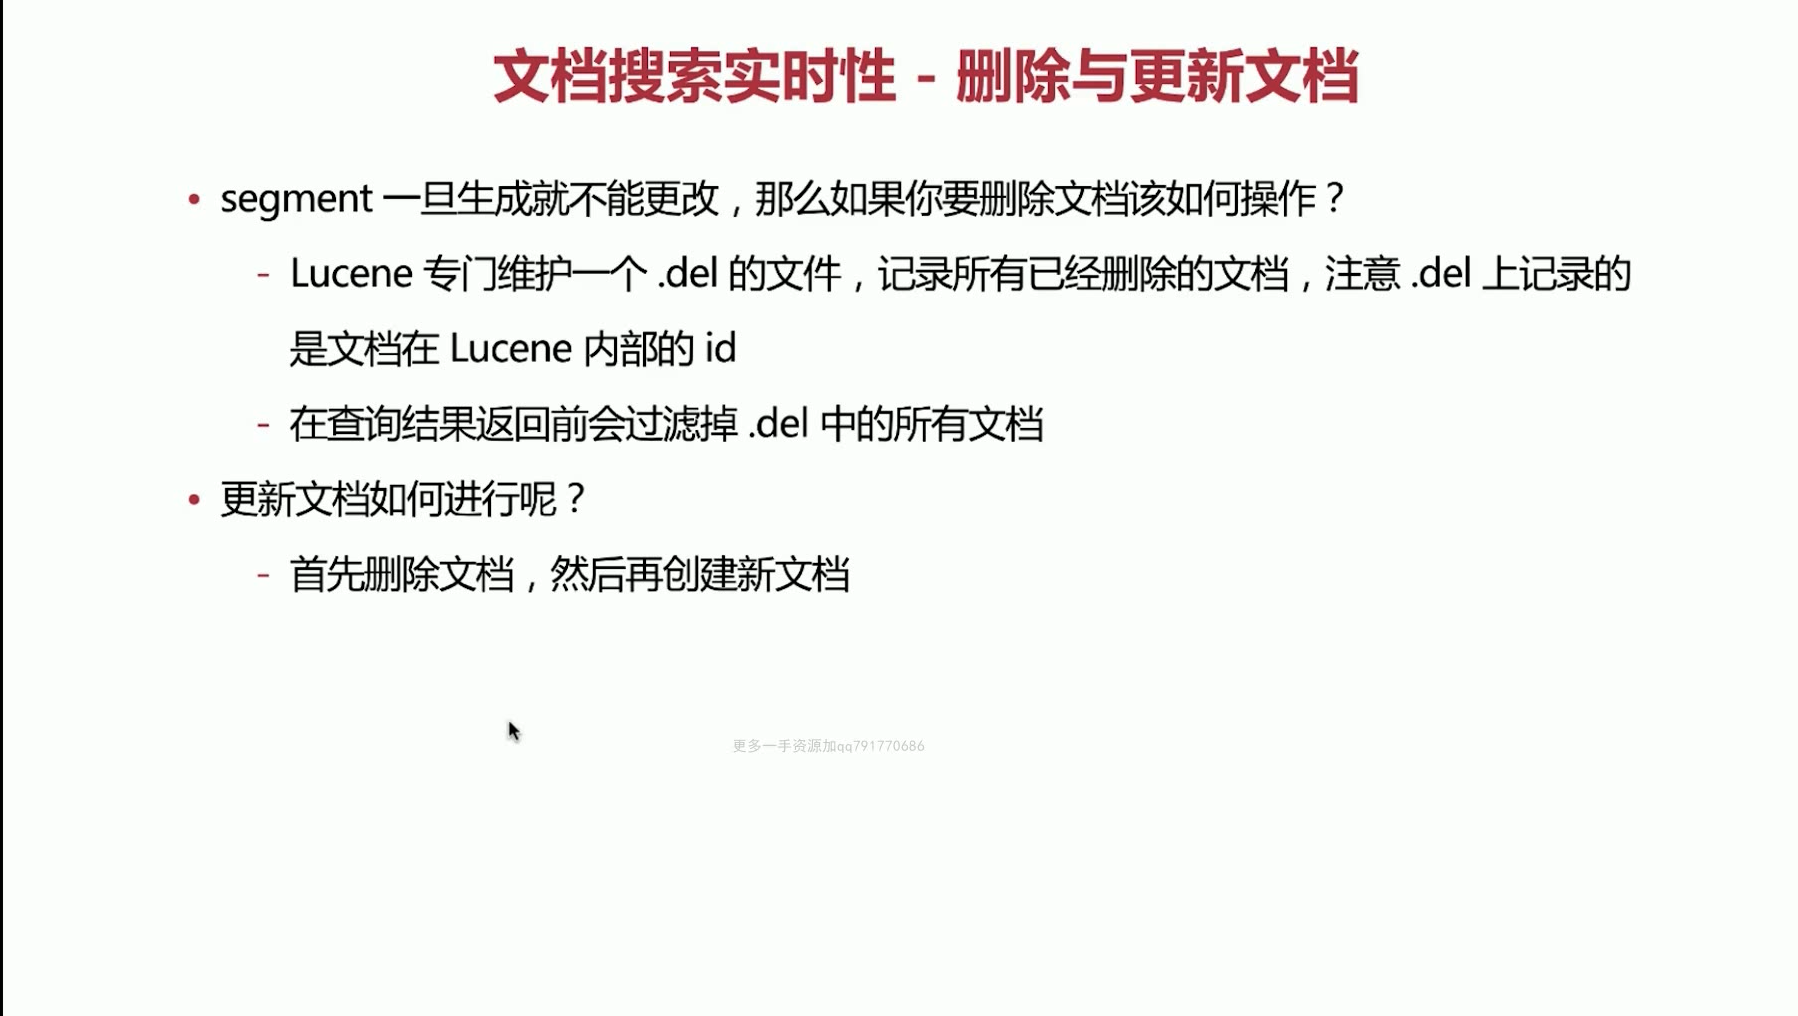 文档搜索实时性 - 删除与更新文档
• segment 一旦生成就不能更改，那么如果你要删除文档该如何操作？
- Lucene 专门维护一个 .del 的文件，记录所有已经删除的文档，注意 .del 上记录的
是文档在 Lucene 内部的 id
- 在查询结果返回前会过滤掉 .del 中的所有文档
• 更新文档如何进行呢？
- 首先删除文档，然后再创建新文档
更多一手资源加qq791770686